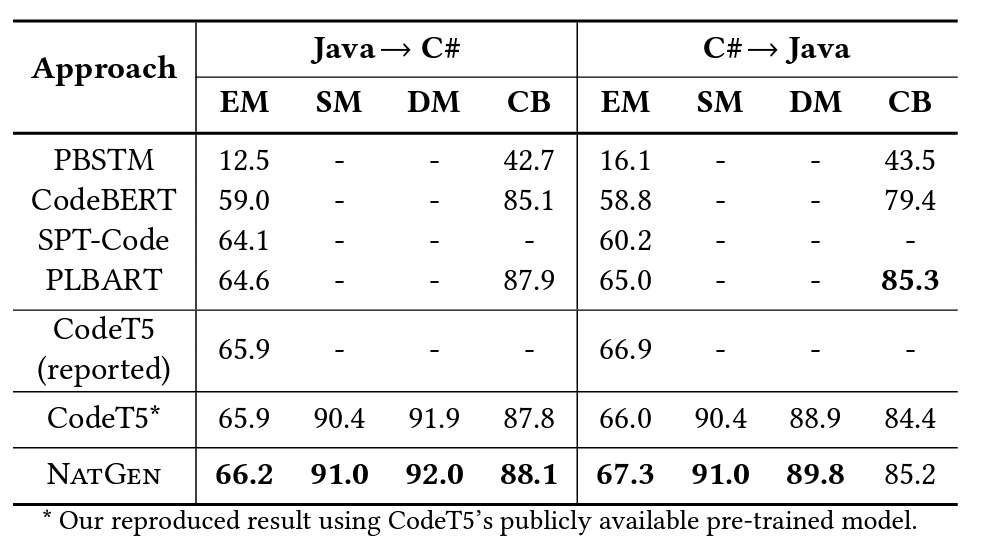 Approach Java → C# C# → Java
EM SM DM CB EM SM DM CB
PBSTM 12.5 - - 42.7 16.1 - - 43.5
CodeBERT 59.0 - - 85.1 58.8 - - 79.4
SPT-Code 64.1 - - - 60.2 - - -
PLBART 64.6 - - 87.9 65.0 - - 85.3
CodeT5
(reported) 65.9 - - - 66.9 - - -
CodeT5* 65.9 90.4 91.9 87.8 66.0 90.4 88.9 84.4
NatGen 66.2 91.0 92.0 88.1 67.3 91.0 89.8 85.2
* Our reproduced result using CodeT5’s publicly available pre-trained model.